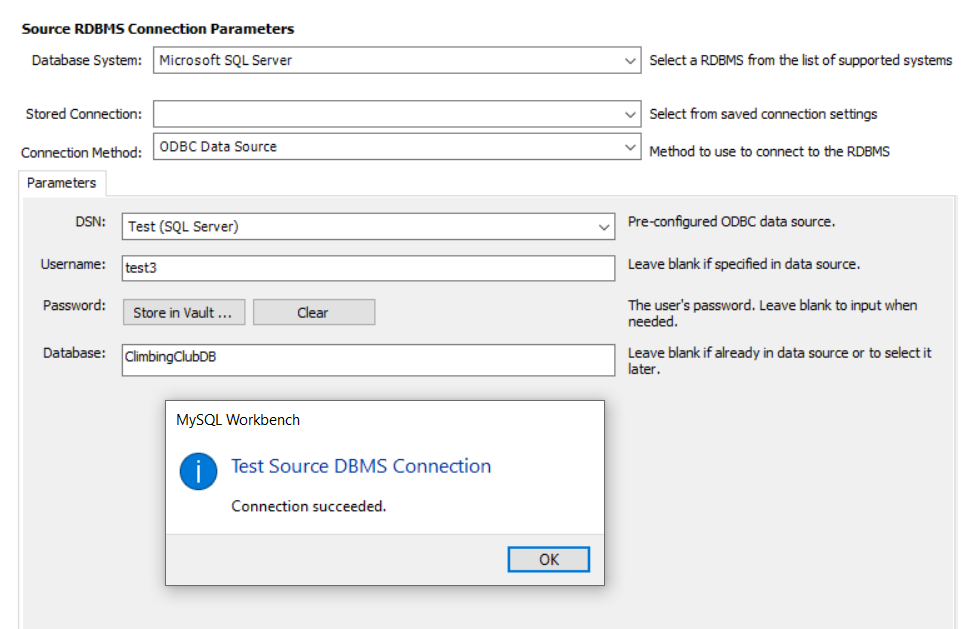 Source RDBMS Connection Parameters
Database System: Microsoft SQL Server Select a RDBMS from the list of supported systems
Stored Connection: Select from saved connection settings
Connection Method: ODBC Data Source Method to use to connect to the RDBMS
Parameters
DSN: Test (SQL Server) Pre-configured ODBC data source.
Username: test3 Leave blank if specified in data source.
Password: Store in Vault ... Clear The user's password. Leave blank to input when
needed.
Database: ClimbingClubDB Leave blank if already in data source or to select it
later.
MySQL Workbench
Test Source DBMS Connection
Connection succeeded.
OK